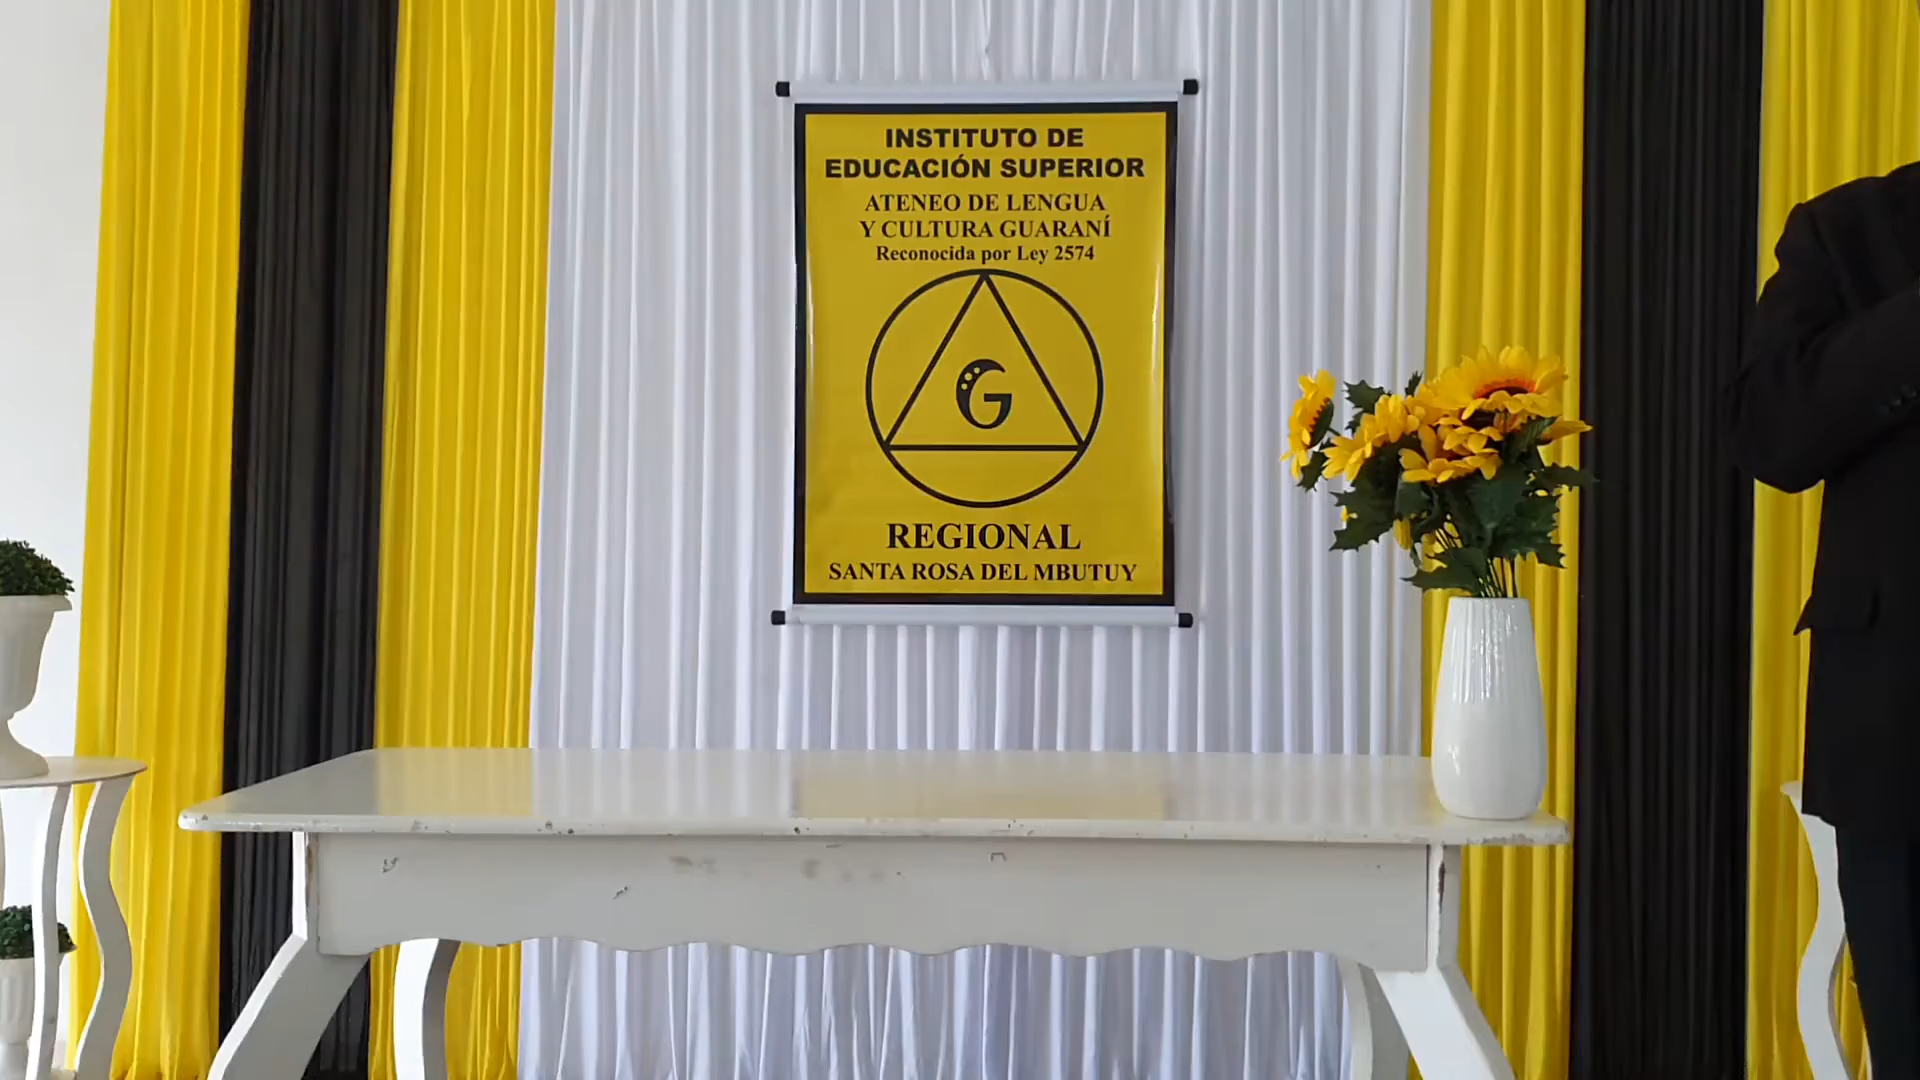 INSTITUTO DE
EDUCACIÓN SUPERIOR
ATENEO DE LENGUA
Y CULTURA GUARANÍ
Reconocida por Ley 2574
G
REGIONAL
SANTA ROSA DEL MBUTUY